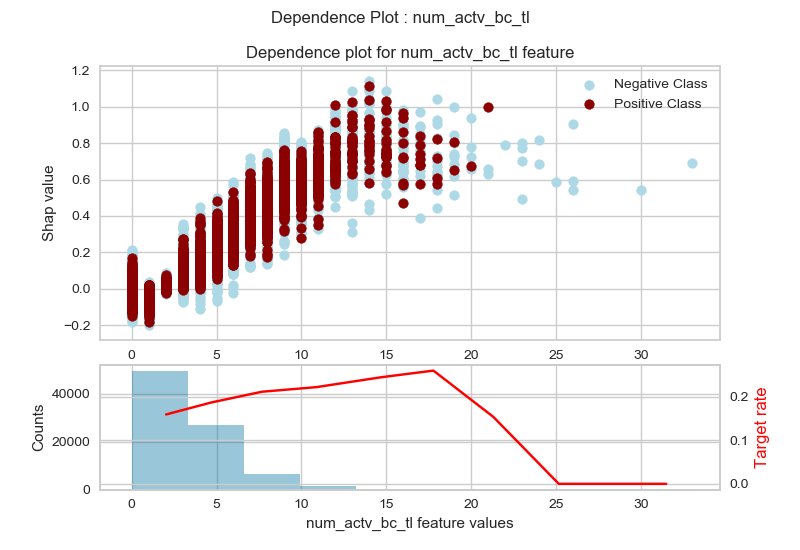 Dependence Plot : num_actv_bc_tl
Dependence plot for num_actv_bc_tl feature
Negative Class
Positive Class
1.2
1.0
0.8
0.6
0.4
0.2
0.0
−0.2
Shap value
0 5 10 15 20 25 30
40000
20000
0
Counts
0.2
0.1
0.0
Target rate
0 5 10 15 20 25 30
num_actv_bc_tl feature values